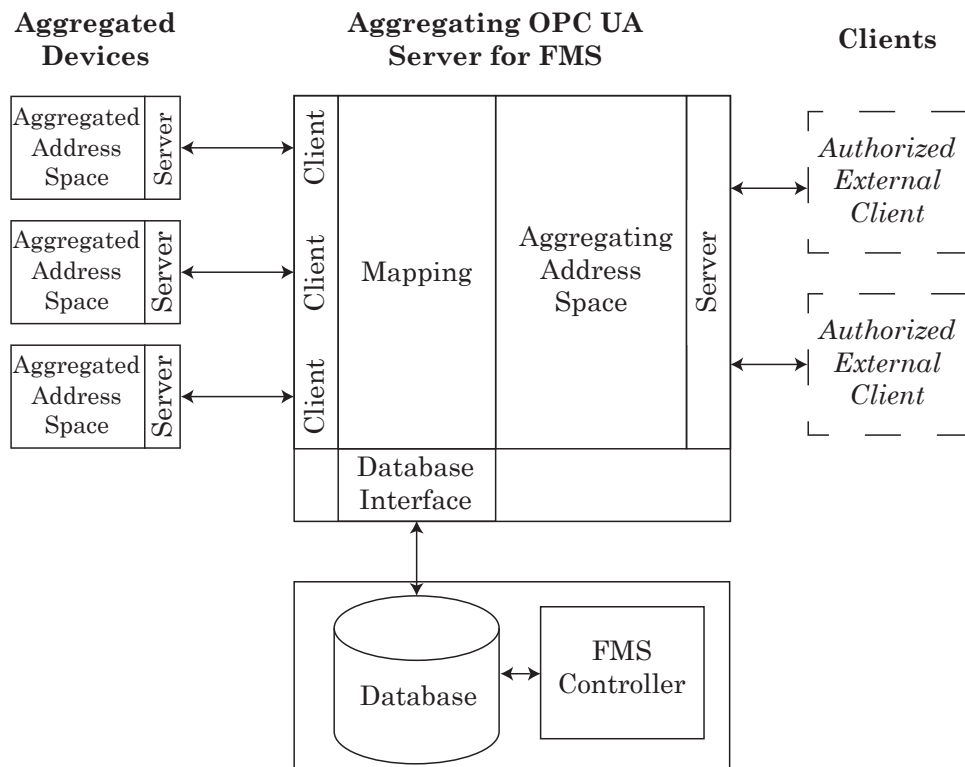 Aggregated
Devices
Aggregating OPC UA
Server for FMS
Clients
Aggregated
Address
Space
Server
Aggregated
Address
Space
Server
Aggregated
Address
Space
Server
Client
Client
Client
Mapping
Aggregating
Address
Space
Server
Authorized
External
Client
Authorized
External
Client
Database
Interface
Database
FMS
Controller